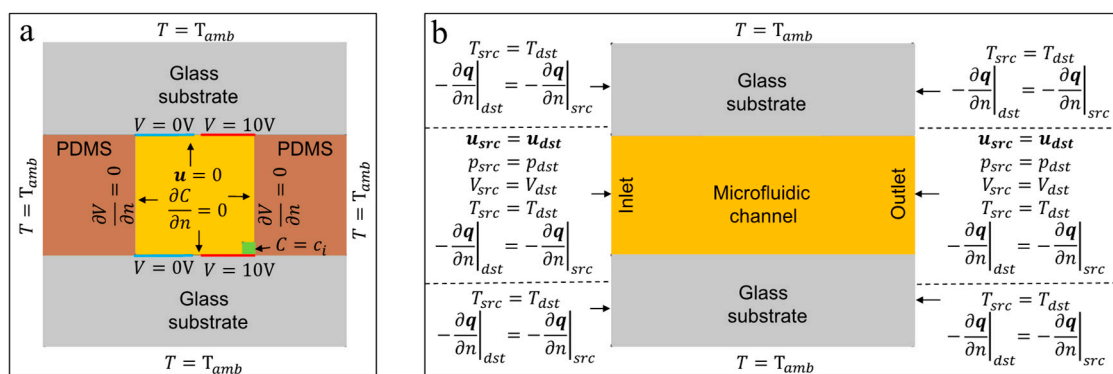 a
T = T_amb
Glass
substrate
V = 0V V = 10V
PDMS
PDMS
T = T_amb
∂V/∂n = 0
u = 0
∂C/∂n = 0
∂V/∂n = 0
T = T_amb
C = c_i
V = 0V V = 10V
Glass
substrate
T = T_amb
b
T = T_amb
T_src = T_dst
-∂q/∂n|_dst = -∂q/∂n|_src
Glass
substrate
T_src = T_dst
-∂q/∂n|_dst = -∂q/∂n|_src
u_src = u_dst
p_src = p_dst
V_src = V_dst
T_src = T_dst
-∂q/∂n|_dst = -∂q/∂n|_src
Inlet
Microfluidic
channel
Outlet
u_src = u_dst
p_src = p_dst
V_src = V_dst
T_src = T_dst
-∂q/∂n|_dst = -∂q/∂n|_src
T_src = T_dst
-∂q/∂n|_dst = -∂q/∂n|_src
Glass
substrate
T_src = T_dst
-∂q/∂n|_dst = -∂q/∂n|_src
T = T_amb